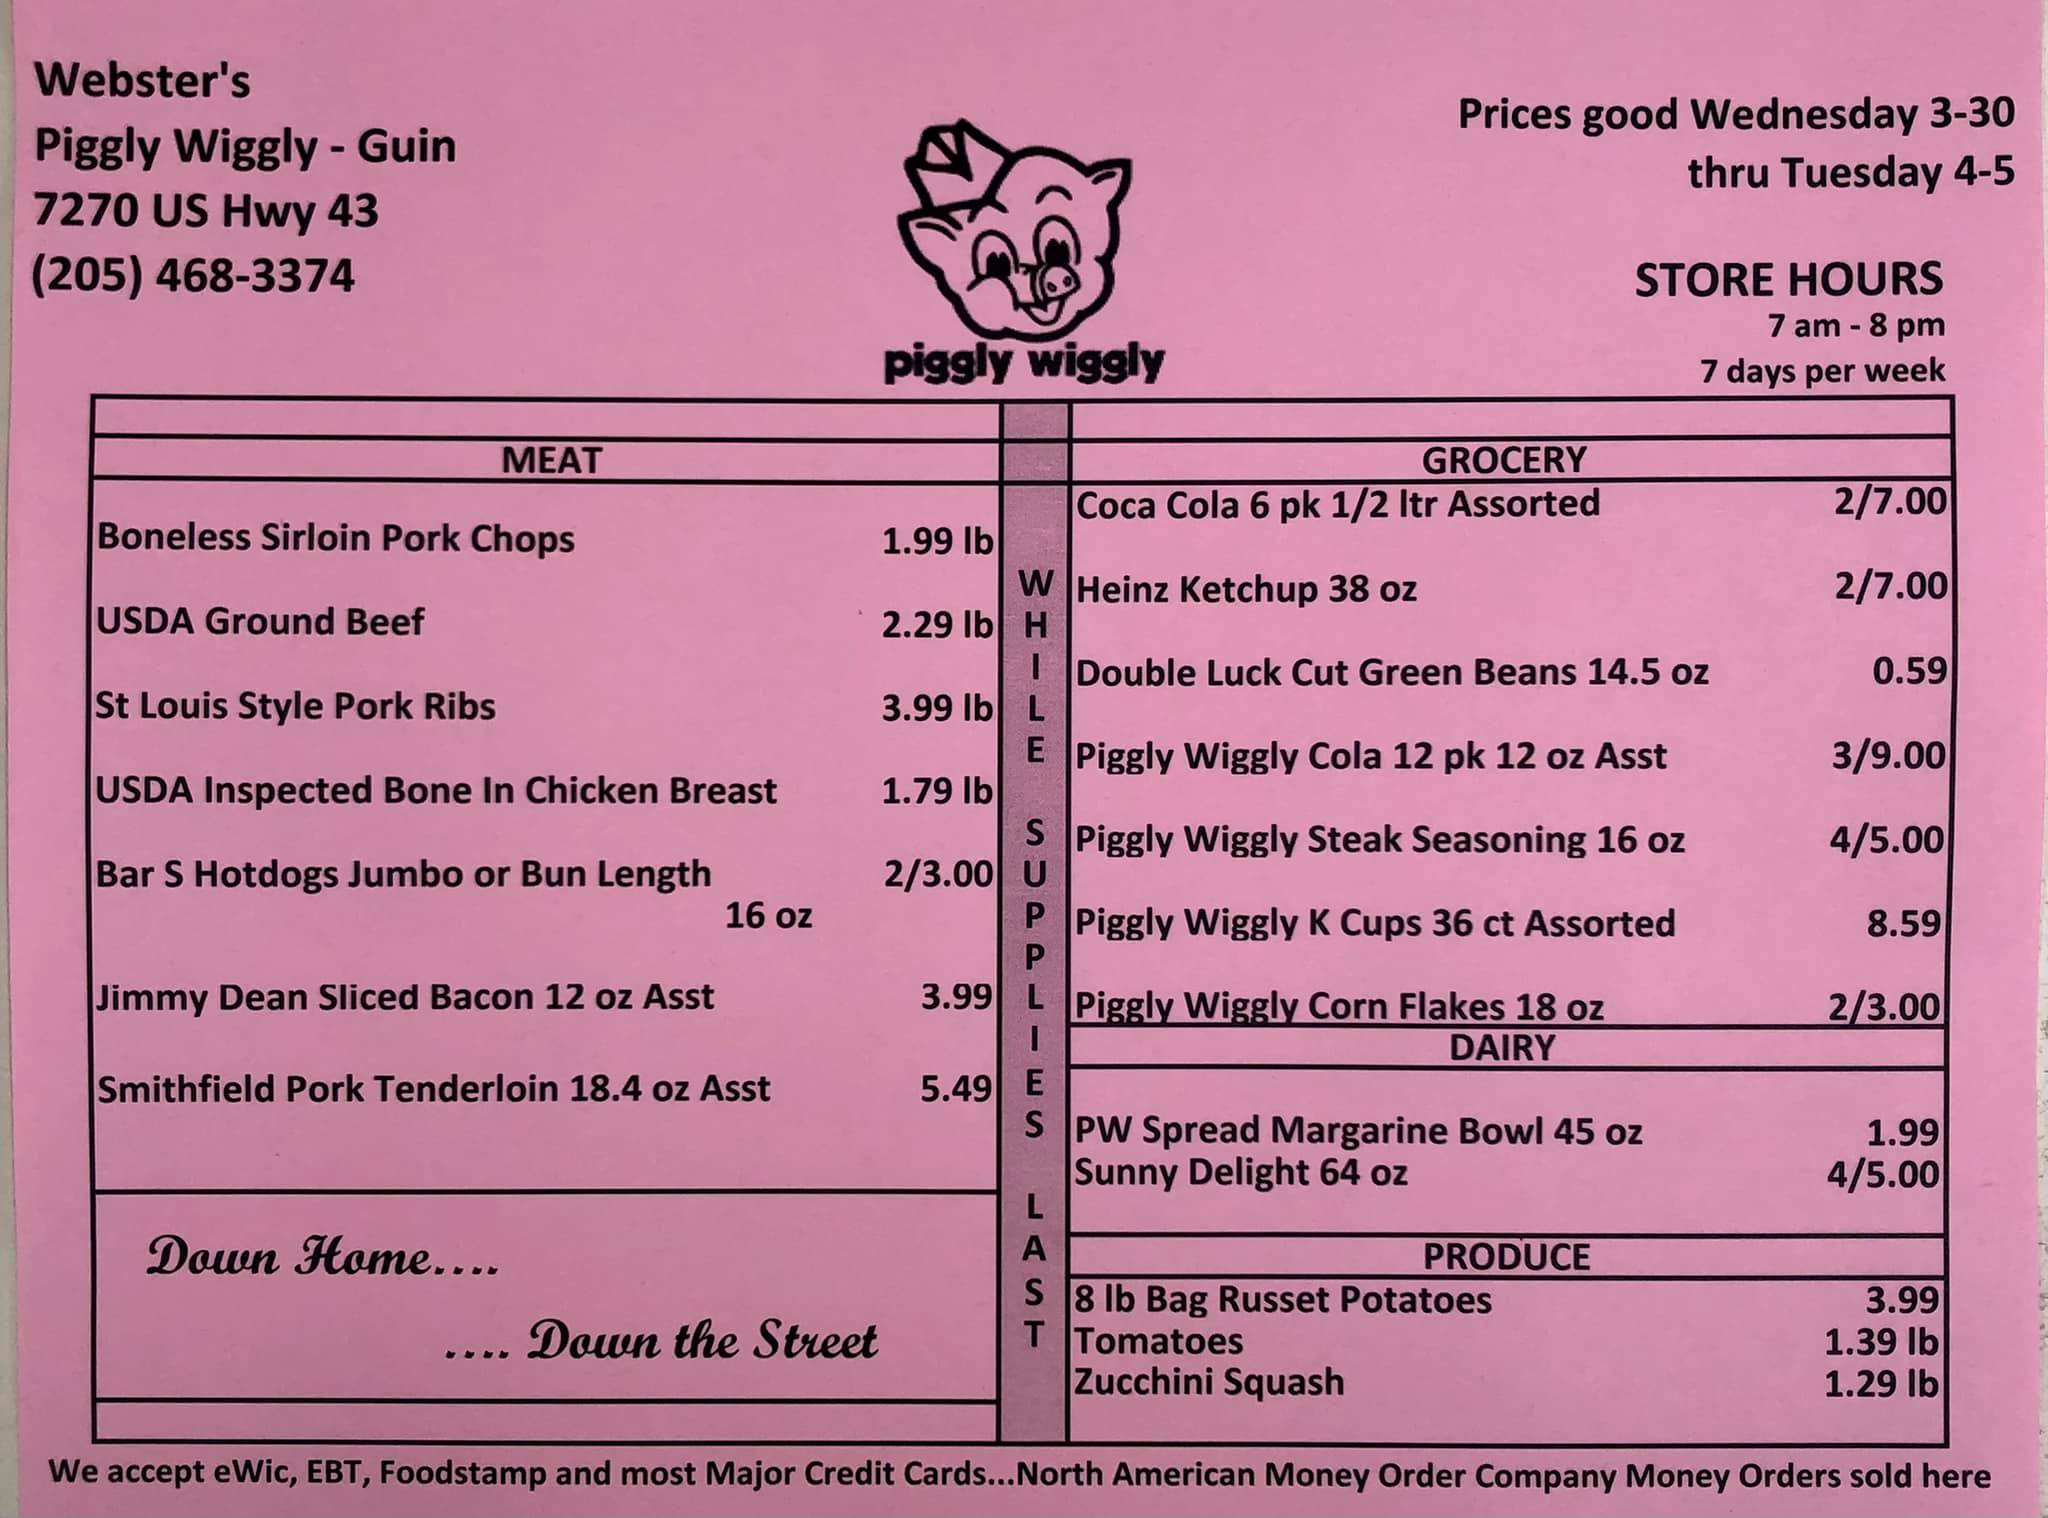 Webster's
Piggly Wiggly - Guin
7270 US Hwy 43
(205) 468-3374
piggly wiggly
Prices good Wednesday 3-30
thru Tuesday 4-5
STORE HOURS
7 am - 8 pm
7 days per week
MEAT
Boneless Sirloin Pork Chops 1.99 lb
USDA Ground Beef 2.29 lb
St Louis Style Pork Ribs 3.99 lb
USDA Inspected Bone In Chicken Breast 1.79 lb
Bar S Hotdogs Jumbo or Bun Length 2/3.00
16 oz
Jimmy Dean Sliced Bacon 12 oz Asst 3.99
Smithfield Pork Tenderloin 18.4 oz Asst 5.49
Down Home....
.... Down the Street
WHILE SUPPLIES LAST
GROCERY
Coca Cola 6 pk 1/2 ltr Assorted 2/7.00
Heinz Ketchup 38 oz 2/7.00
Double Luck Cut Green Beans 14.5 oz 0.59
Piggly Wiggly Cola 12 pk 12 oz Asst 3/9.00
Piggly Wiggly Steak Seasoning 16 oz 4/5.00
Piggly Wiggly K Cups 36 ct Assorted 8.59
Piggly Wiggly Corn Flakes 18 oz 2/3.00
DAIRY
PW Spread Margarine Bowl 45 oz 1.99
Sunny Delight 64 oz 4/5.00
PRODUCE
8 lb Bag Russet Potatoes 3.99
Tomatoes 1.39 lb
Zucchini Squash 1.29 lb
We accept eWic, EBT, Foodstamp and most Major Credit Cards...North American Money Order Company Money Orders sold here